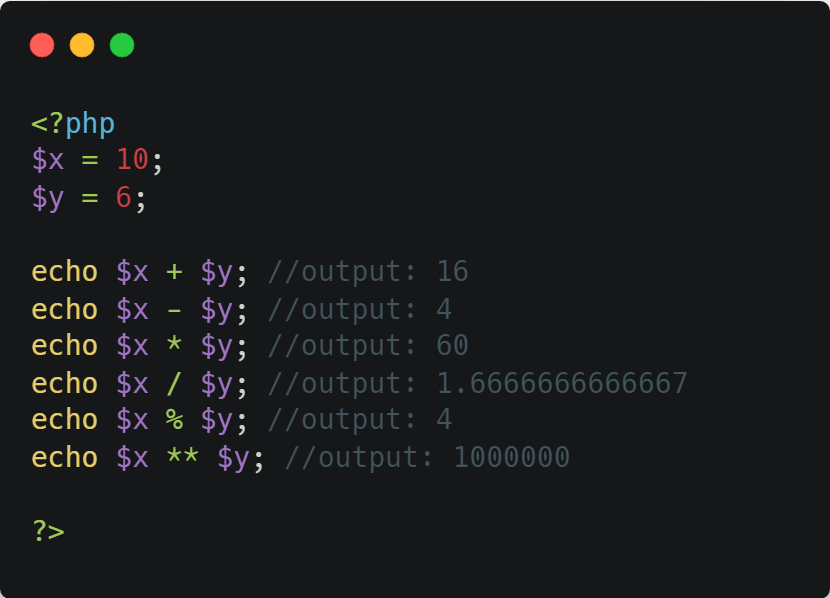 <?php
$x = 10;
$y = 6;
echo $x + $y; //output: 16
echo $x - $y; //output: 4
echo $x * $y; //output: 60
echo $x / $y; //output: 1.6666666666667
echo $x % $y; //output: 4
echo $x ** $y; //output: 1000000
?>